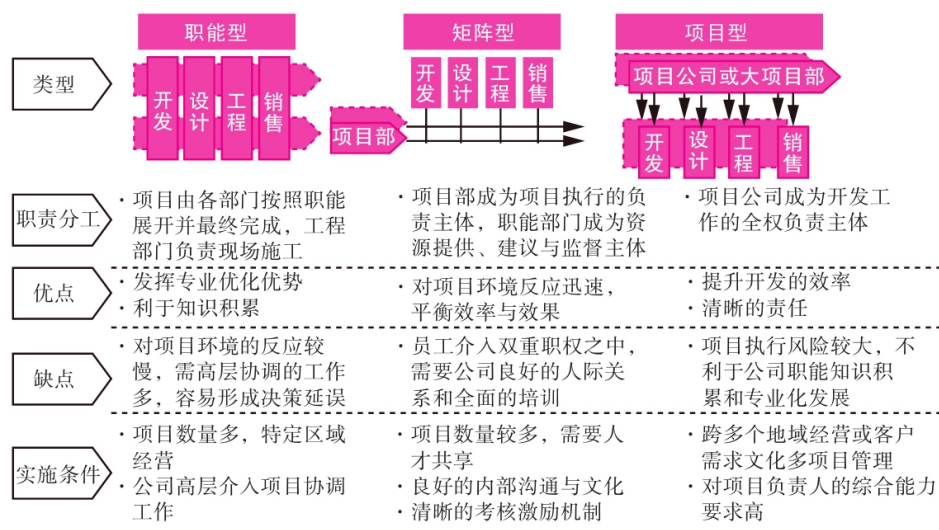 职能型
矩阵型
项目型
类型
开发
设计
工程
销售
项目部
开发
设计
工程
销售
项目公司或大项目部
开发
设计
工程
销售
职责分工
·项目由各部门按照职能
展开并最终完成，工程
部门负责现场施工
·项目部成为项目执行的负
责主体，职能部门成为资
源提供、建议与监督主体
·项目公司成为开发工
作的全权负责主体
优点
·发挥专业优化优势
·利于知识积累
·对项目环境反应迅速，
平衡效率与效果
·提升开发的效率
·清晰的责任
缺点
·对项目环境的反应较
慢，需高层协调的工作
多，容易形成决策延误
·员工介入双重职权之中，
需要公司良好的人际关
系和全面的培训
·项目执行风险较大，不
利于公司职能知识积
累和专业化发展
实施条件
·项目数量多，特定区域
经营
·公司高层介入项目协调
工作
·项目数量较多，需要人
才共享
·良好的内部沟通与文化
·清晰的考核激励机制
·跨多个地域经营或客户
需求文化多项目管理
·对项目负责人的综合能力
要求高